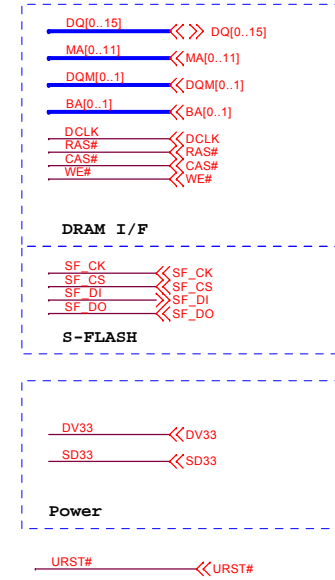 DQ[0..15] DQ[0..15]
MA[0..11] MA[0..11]
DQM[0..1] DQM[0..1]
BA[0..1] BA[0..1]
DCLK DCLK
RAS# RAS#
CAS# CAS#
WE# WE#
DRAM I/F
SF_CK SF_CK
SF_CS SF_CS
SF_DI SF_DI
SF_DO SF_DO
S-FLASH
DV33 DV33
SD33 SD33
Power
URST# URST#